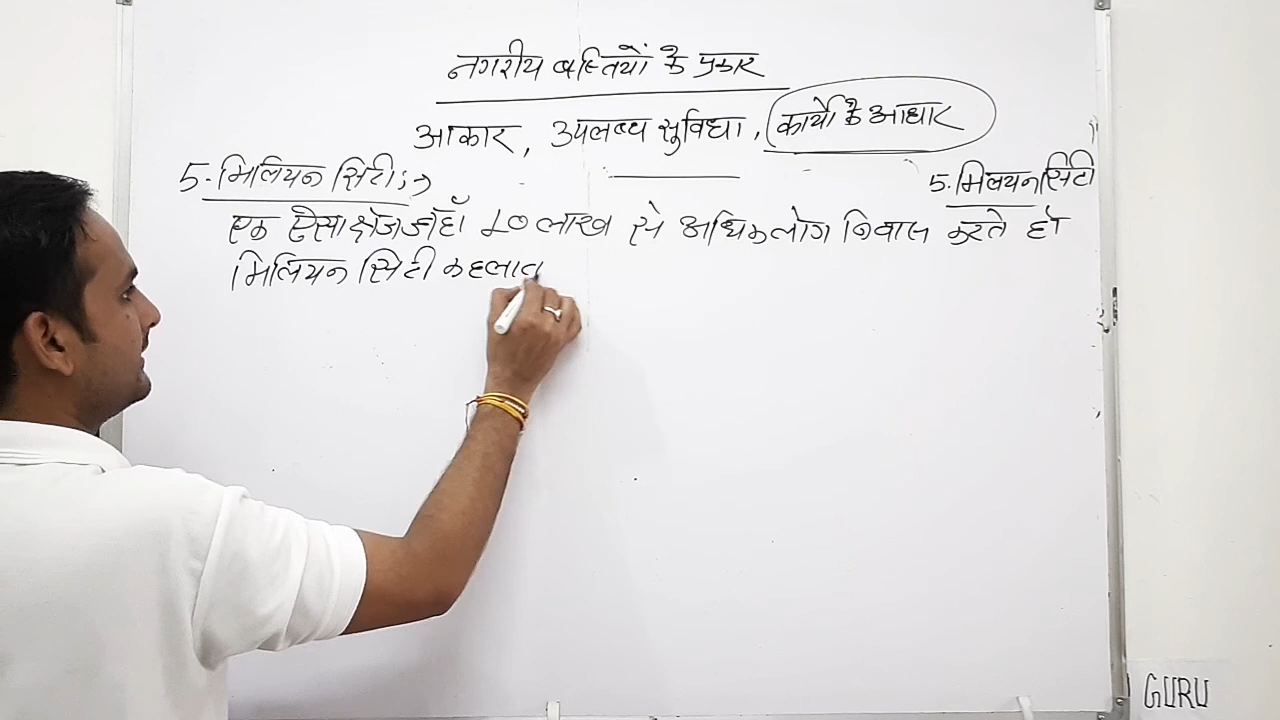 नगरीय बस्तियों के प्रकार
आकार, उपलब्ध सुविधा, कार्यो के आधार
5. मिलियन सिटी :→
5. मिलयन सिटी
एक ऐसा क्षेत्र जहाँ 10 लाख से अधिक लोग निवास करते हो
मिलियन सिटी कहलात
GURU